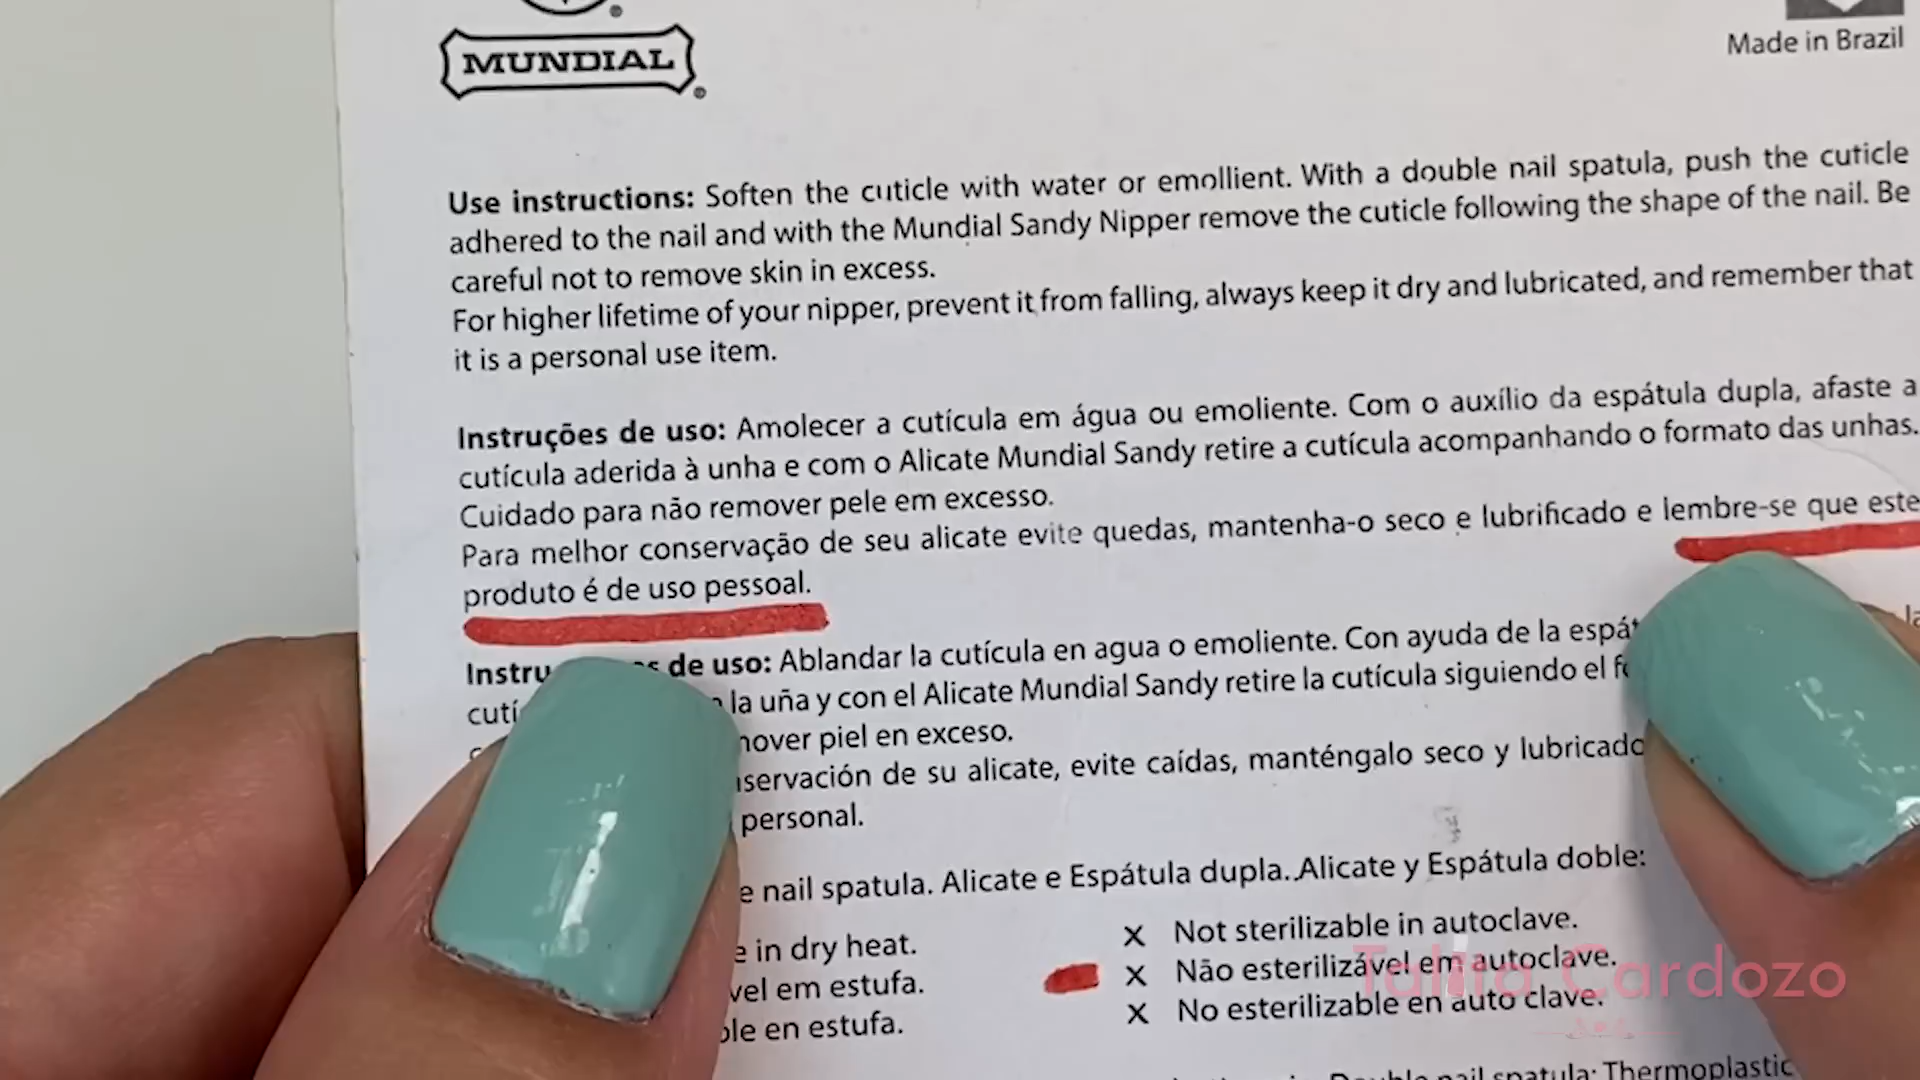 MUNDIAL
Made in Brazil
Use instructions: Soften the cuticle with water or emollient. With a double nail spatula, push the cuticle
adhered to the nail and with the Mundial Sandy Nipper remove the cuticle following the shape of the nail. Be
careful not to remove skin in excess.
For higher lifetime of your nipper, prevent it from falling, always keep it dry and lubricated, and remember that
it is a personal use item.
Instruções de uso: Amolecer a cutícula em água ou emoliente. Com o auxílio da espátula dupla, afaste a
cutícula aderida à unha e com o Alicate Mundial Sandy retire a cutícula acompanhando o formato das unhas.
Cuidado para não remover pele em excesso.
Para melhor conservação de seu alicate evite quedas, mantenha-o seco e lubrificado e lembre-se que este
produto é de uso pessoal.
de uso: Ablandar la cutícula en agua o emoliente. Con ayuda de la
la uña y con el Alicate Mundial Sandy retire la cutícula siguiendo el
piel en exceso.
de su alicate, evite caídas, manténgalo seco y lubricado
personal.
nail spatula. Alicate e Espátula dupla. Alicate y Espátula doble:
in dry heat.
em estufa.
en estufa.
X Not sterilizable in autoclave.
X Não esterilizável em autoclave.
X No esterilizable en auto clave.
Talita Cardozo
Double nail spatula: Thermoplastic